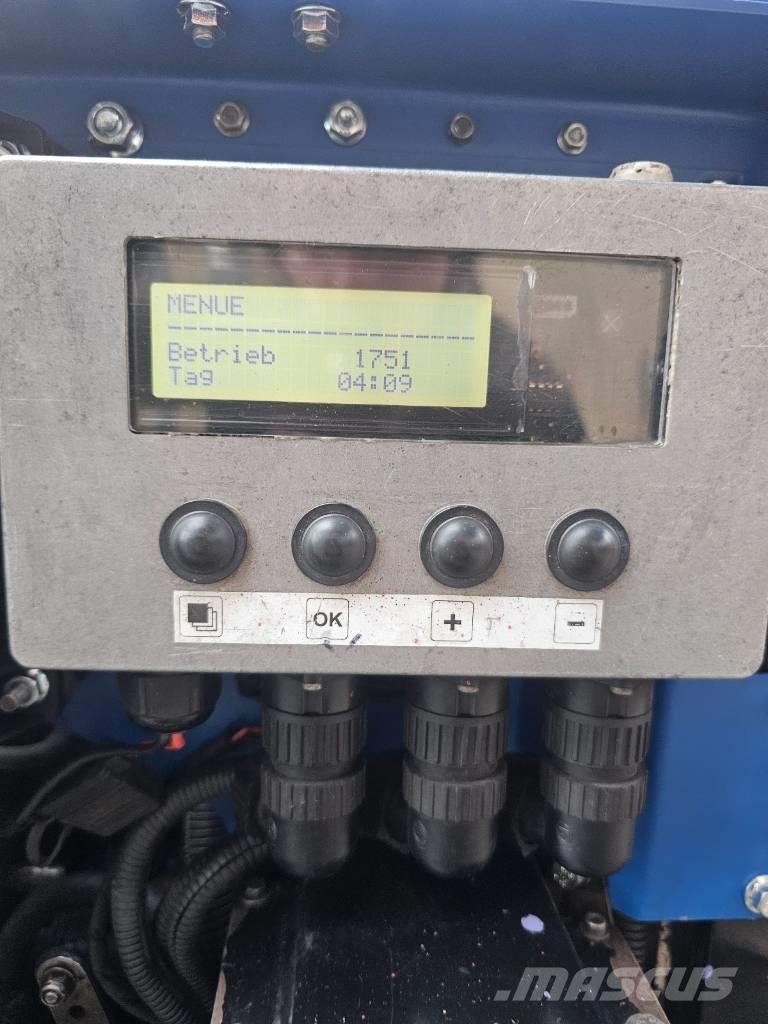 MENUE
--------------------
Betrieb 1751
Tag 04:09
OK + -
MASCUS